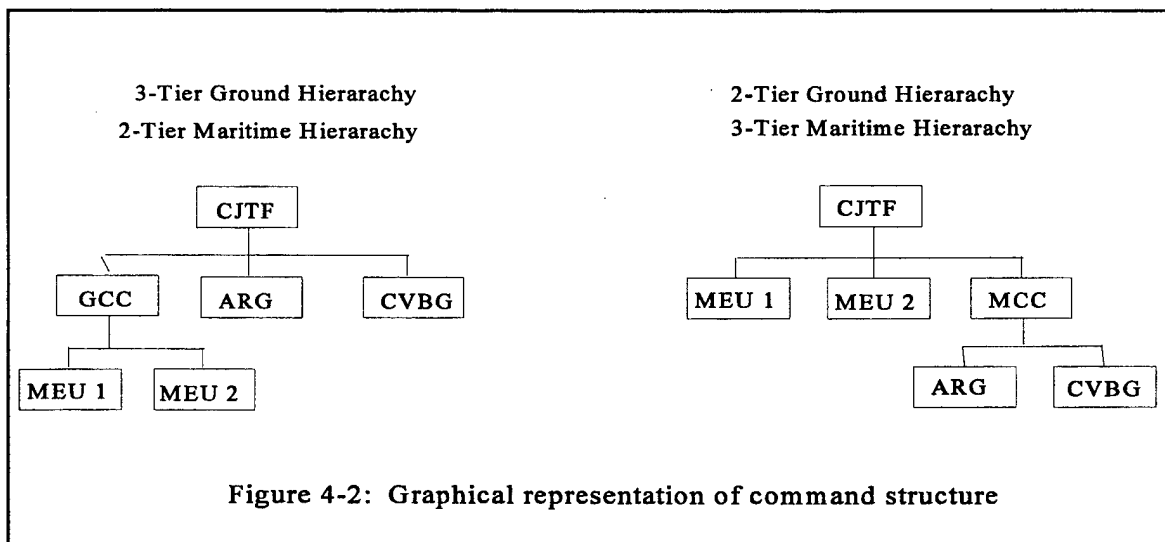 3-Tier Ground Hierarachy
2-Tier Maritime Hierarachy
CJTF
GCC
ARG
CVBG
MEU 1
MEU 2
2-Tier Ground Hierarachy
3-Tier Maritime Hierarachy
CJTF
MEU 1
MEU 2
MCC
ARG
CVBG
Figure 4-2: Graphical representation of command structure